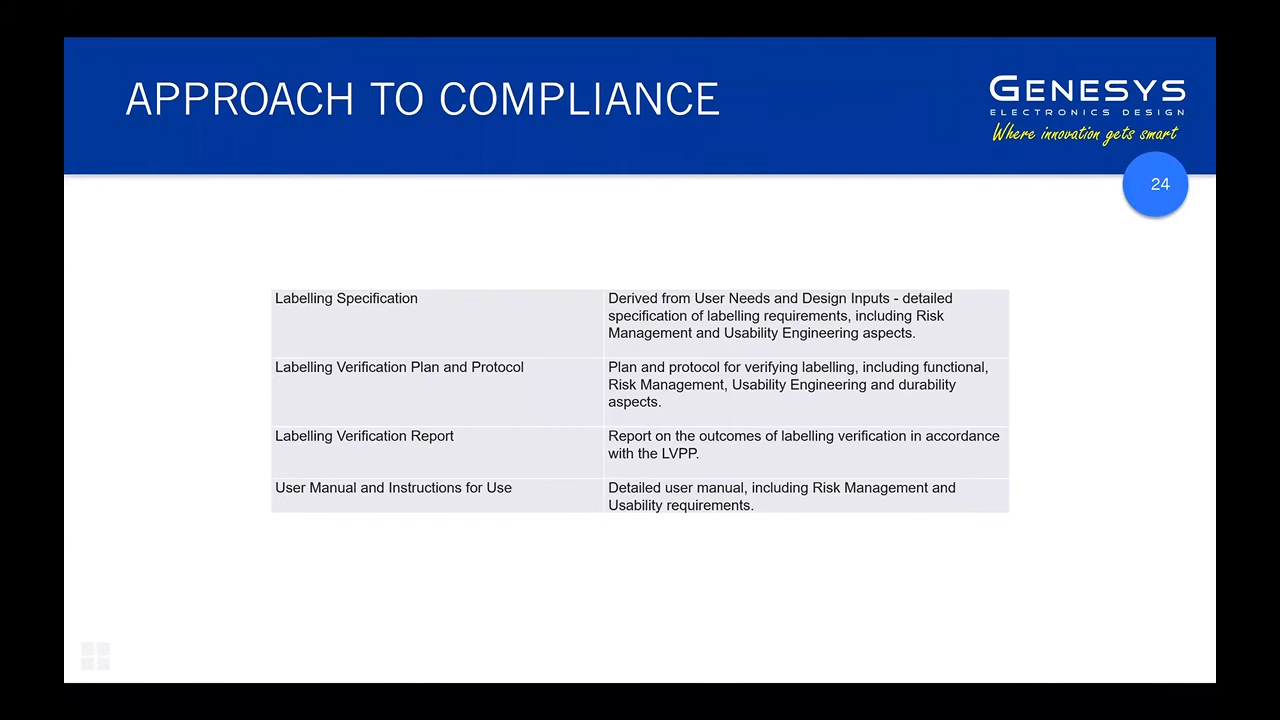 APPROACH TO COMPLIANCE
GENESYS
ELECTRONICS DESIGN
Where innovation gets smart
24
Labelling Specification
Derived from User Needs and Design Inputs - detailed
specification of labelling requirements, including Risk
Management and Usability Engineering aspects.
Labelling Verification Plan and Protocol
Plan and protocol for verifying labelling, including functional,
Risk Management, Usability Engineering and durability
aspects.
Labelling Verification Report
Report on the outcomes of labelling verification in accordance
with the LVPP.
User Manual and Instructions for Use
Detailed user manual, including Risk Management and
Usability requirements.